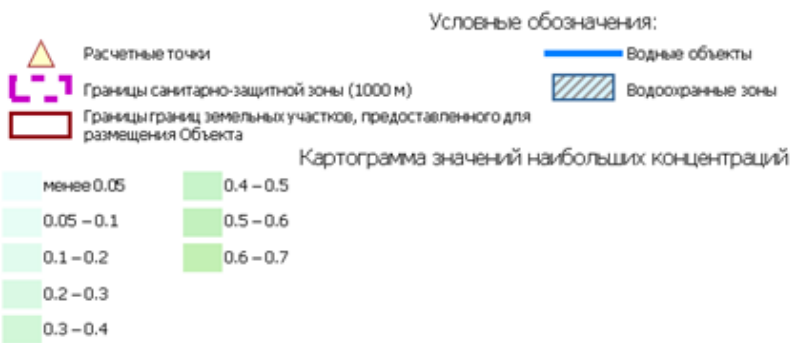 Условные обозначения:
Расчетные точки
Водные объекты
Границы санитарно-защитной зоны (1000 м)
Водоохранные зоны
Границы границ земельных участков, предоставленного для
размещения Объекта
Картограмма значений наибольших концентраций
менее 0.05
0.4 – 0.5
0.05 – 0.1
0.5 – 0.6
0.1 – 0.2
0.6 – 0.7
0.2 – 0.3
0.3 – 0.4